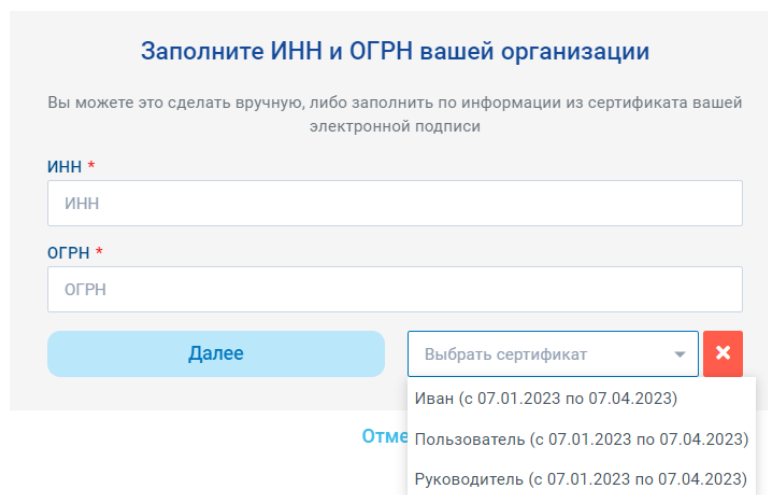 Заполните ИНН и ОГРН вашей организации
Вы можете это сделать вручную, либо заполнить по информации из сертификата вашей
электронной подписи
ИНН *
ИНН
ОГРН *
ОГРН
Далее
Выбрать сертификат
Иван (с 07.01.2023 по 07.04.2023)
Пользователь (с 07.01.2023 по 07.04.2023)
Руководитель (с 07.01.2023 по 07.04.2023)